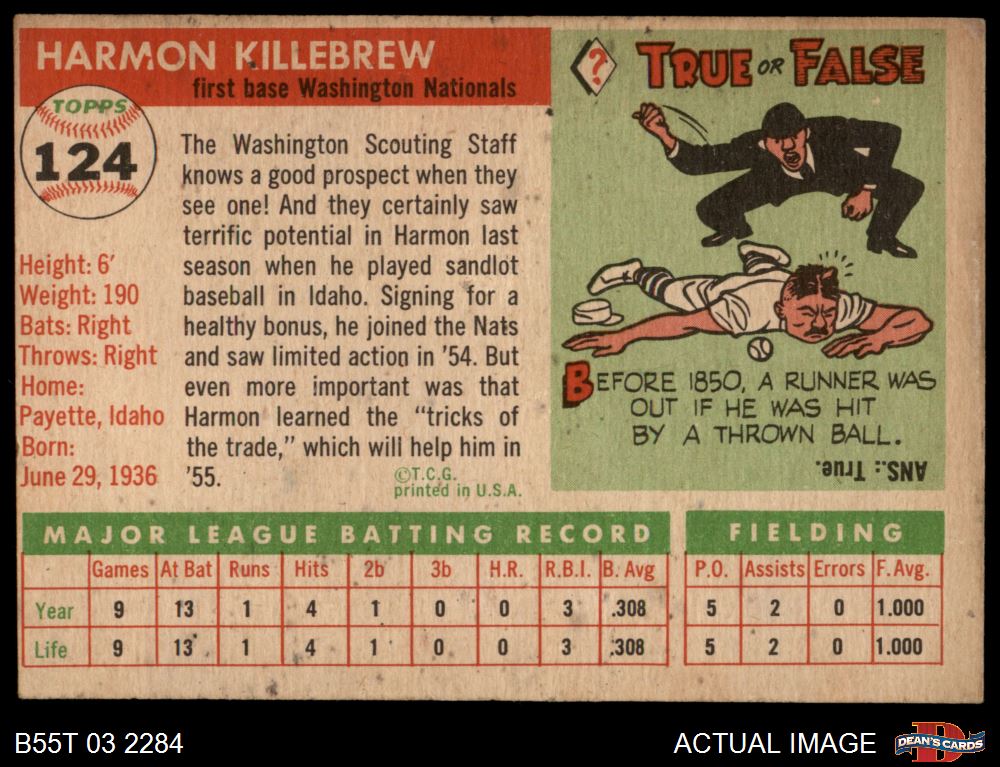 HARMON KILLEBREW
first base Washington Nationals
TOPPS
124
Height: 6'
Weight: 190
Bats: Right
Throws: Right
Home:
Payette, Idaho
Born:
June 29, 1936
The Washington Scouting Staff
knows a good prospect when they
see one! And they certainly saw
terrific potential in Harmon last
season when he played sandlot
baseball in Idaho. Signing for a
healthy bonus, he joined the Nats
and saw limited action in '54. But
even more important was that
Harmon learned the “tricks of
the trade,” which will help him in
'55.
©T.C.G.
printed in U.S.A.
?
TRUE OR FALSE
BEFORE 1850, A RUNNER WAS
OUT IF HE WAS HIT
BY A THROWN BALL.
ANS.: True.
MAJOR LEAGUE BATTING RECORD
Games At Bat Runs Hits 2b 3b H.R. R.B.I. B. Avg
Year 9 13 1 4 1 0 0 3 .308
Life 9 13 1 4 1 0 0 3 .308
FIELDING
P.O. Assists Errors F. Avg.
5 2 0 1.000
5 2 0 1.000
B55T 03 2284
ACTUAL IMAGE
D
DEAN'S CARDS